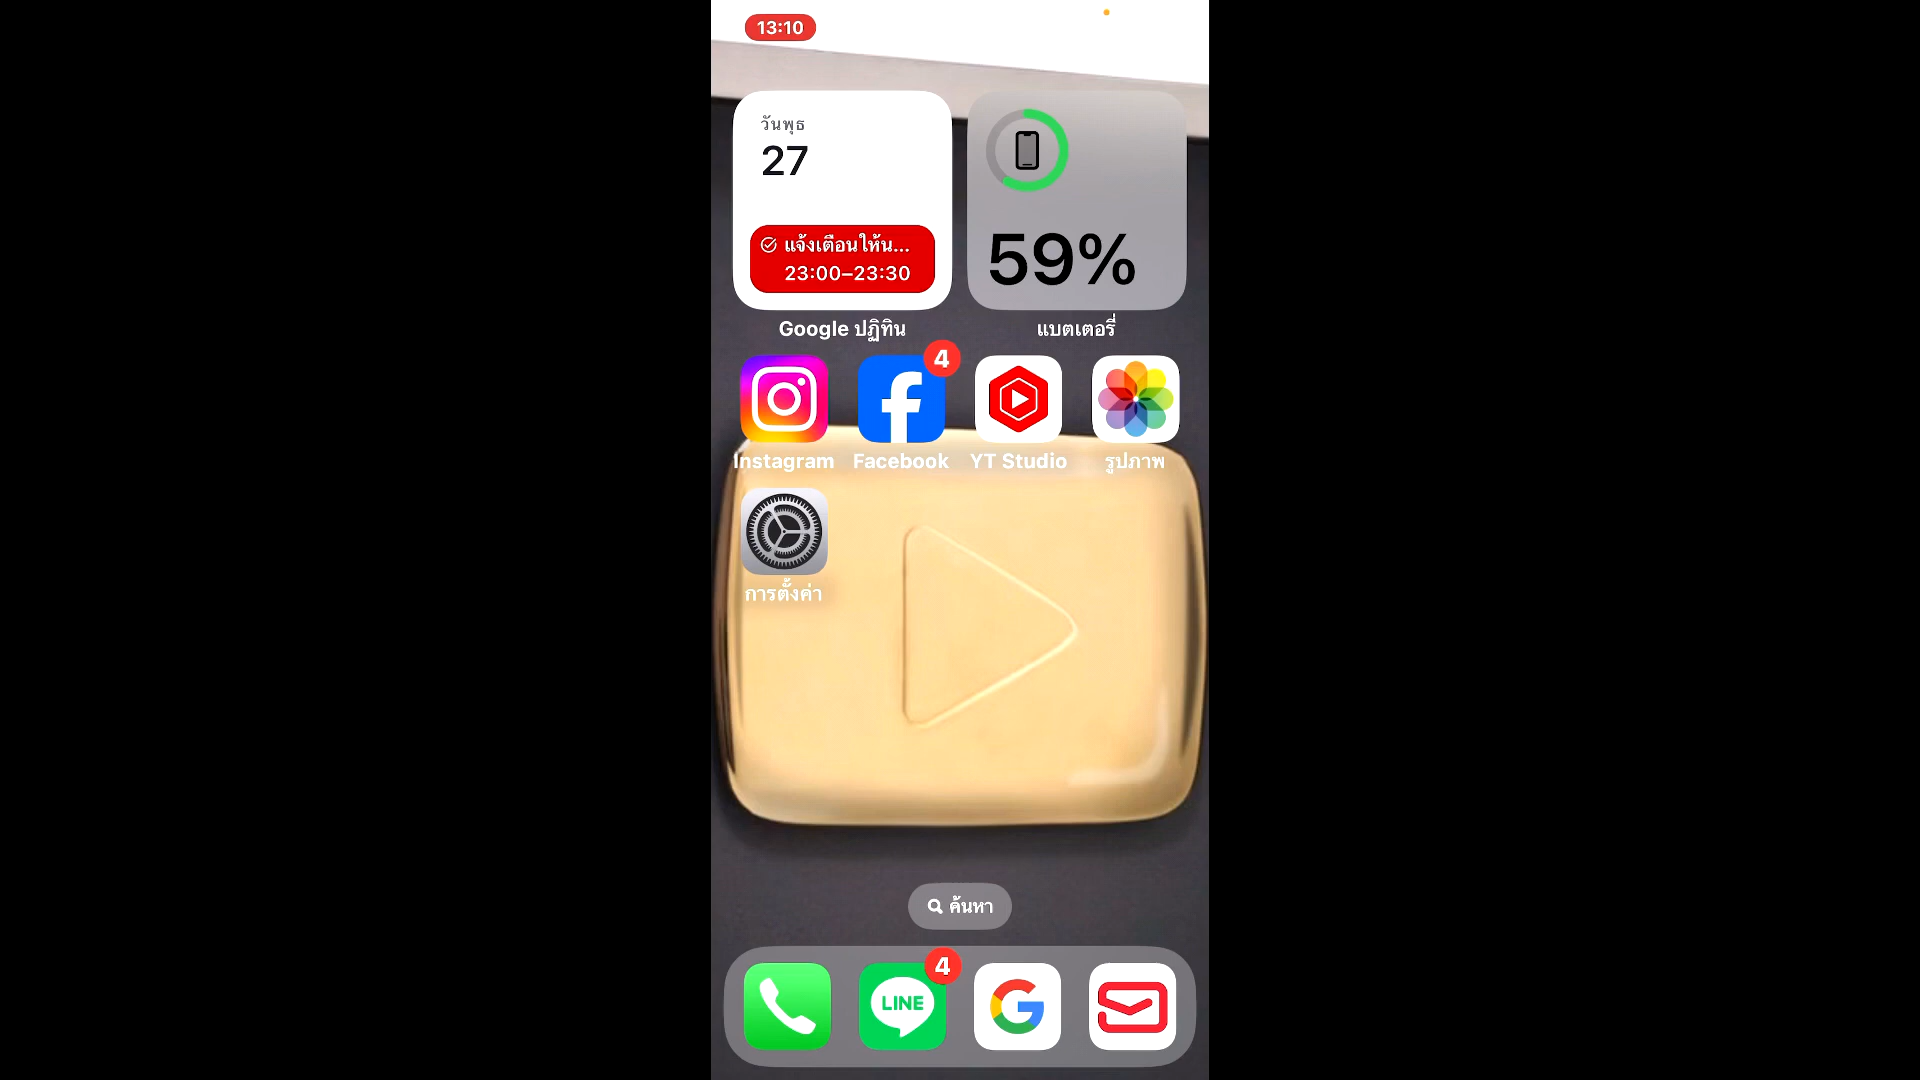 13:10
วันพุธ
27
แจ้งเตือนให้น...
23:00–23:30
59%
Google ปฏิทิน
แบตเตอรี่
4
Instagram
Facebook
YT Studio
รูปภาพ
การตั้งค่า
ค้นหา
4
LINE